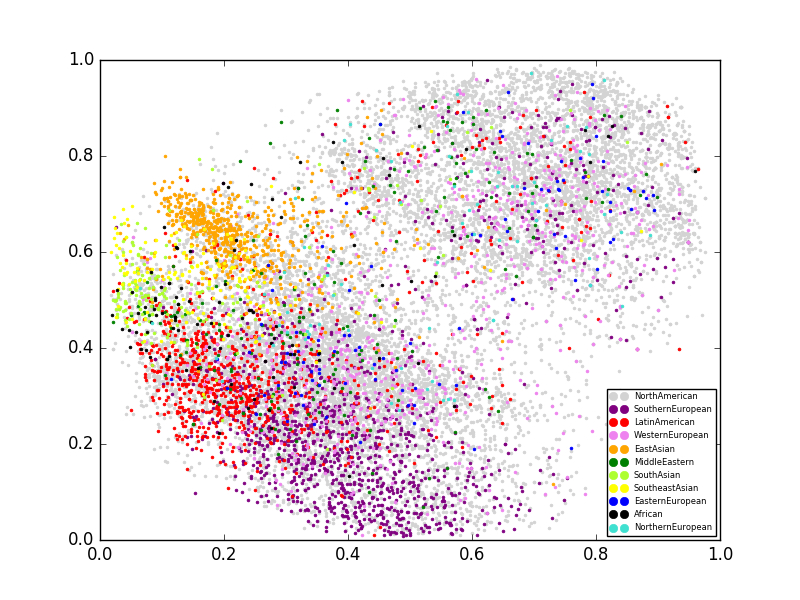 1.0
0.8
0.6
0.4
0.2
0.0
0.0 0.2 0.4 0.6 0.8 1.0
NorthAmerican
SouthernEuropean
LatinAmerican
WesternEuropean
EastAsian
MiddleEastern
SouthAsian
SoutheastAsian
EasternEuropean
African
NorthernEuropean